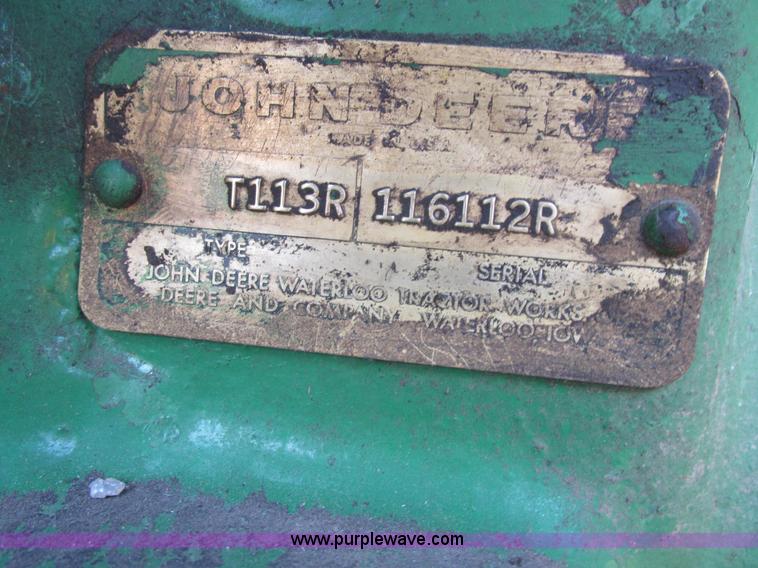 JOHN DEERE
MADE IN U.S.A
T113R 116112R
TYPE SERIAL
JOHN DEERE WATERLOO TRACTOR WORKS
DEERE AND COMPANY WATERLOO IOW
www.purplewave.com